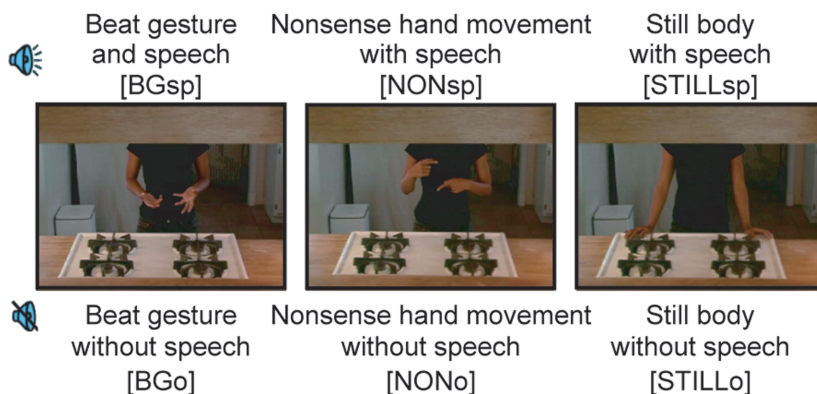 Beat gesture and speech [BGsp]
Nonsense hand movement with speech [NONsp]
Still body with speech [STILLsp]
Beat gesture without speech [BGo]
Nonsense hand movement without speech [NONo]
Still body without speech [STILLo]